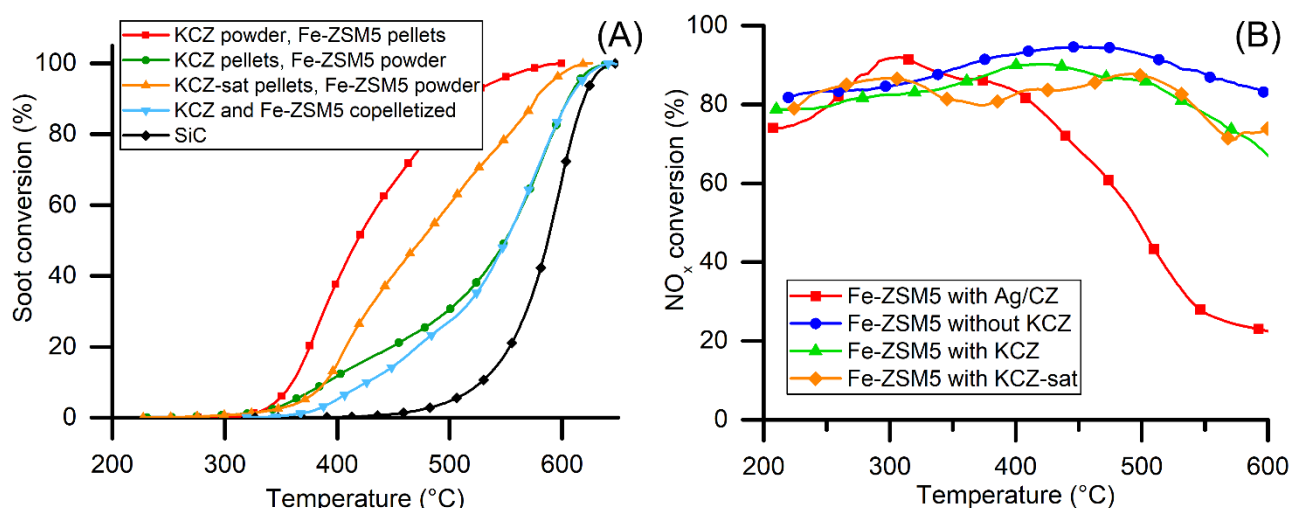 (A)
KCZ powder, Fe-ZSM5 pellets
KCZ pellets, Fe-ZSM5 powder
KCZ-sat pellets, Fe-ZSM5 powder
KCZ and Fe-ZSM5 copelletized
SiC
Soot conversion (%)
100
80
60
40
20
0
200
300
400
500
600
Temperature (°C)
(B)
NOx conversion (%)
100
80
60
40
20
0
Fe-ZSM5 with Ag/CZ
Fe-ZSM5 without KCZ
Fe-ZSM5 with KCZ
Fe-ZSM5 with KCZ-sat
200
300
400
500
600
Temperature (°C)